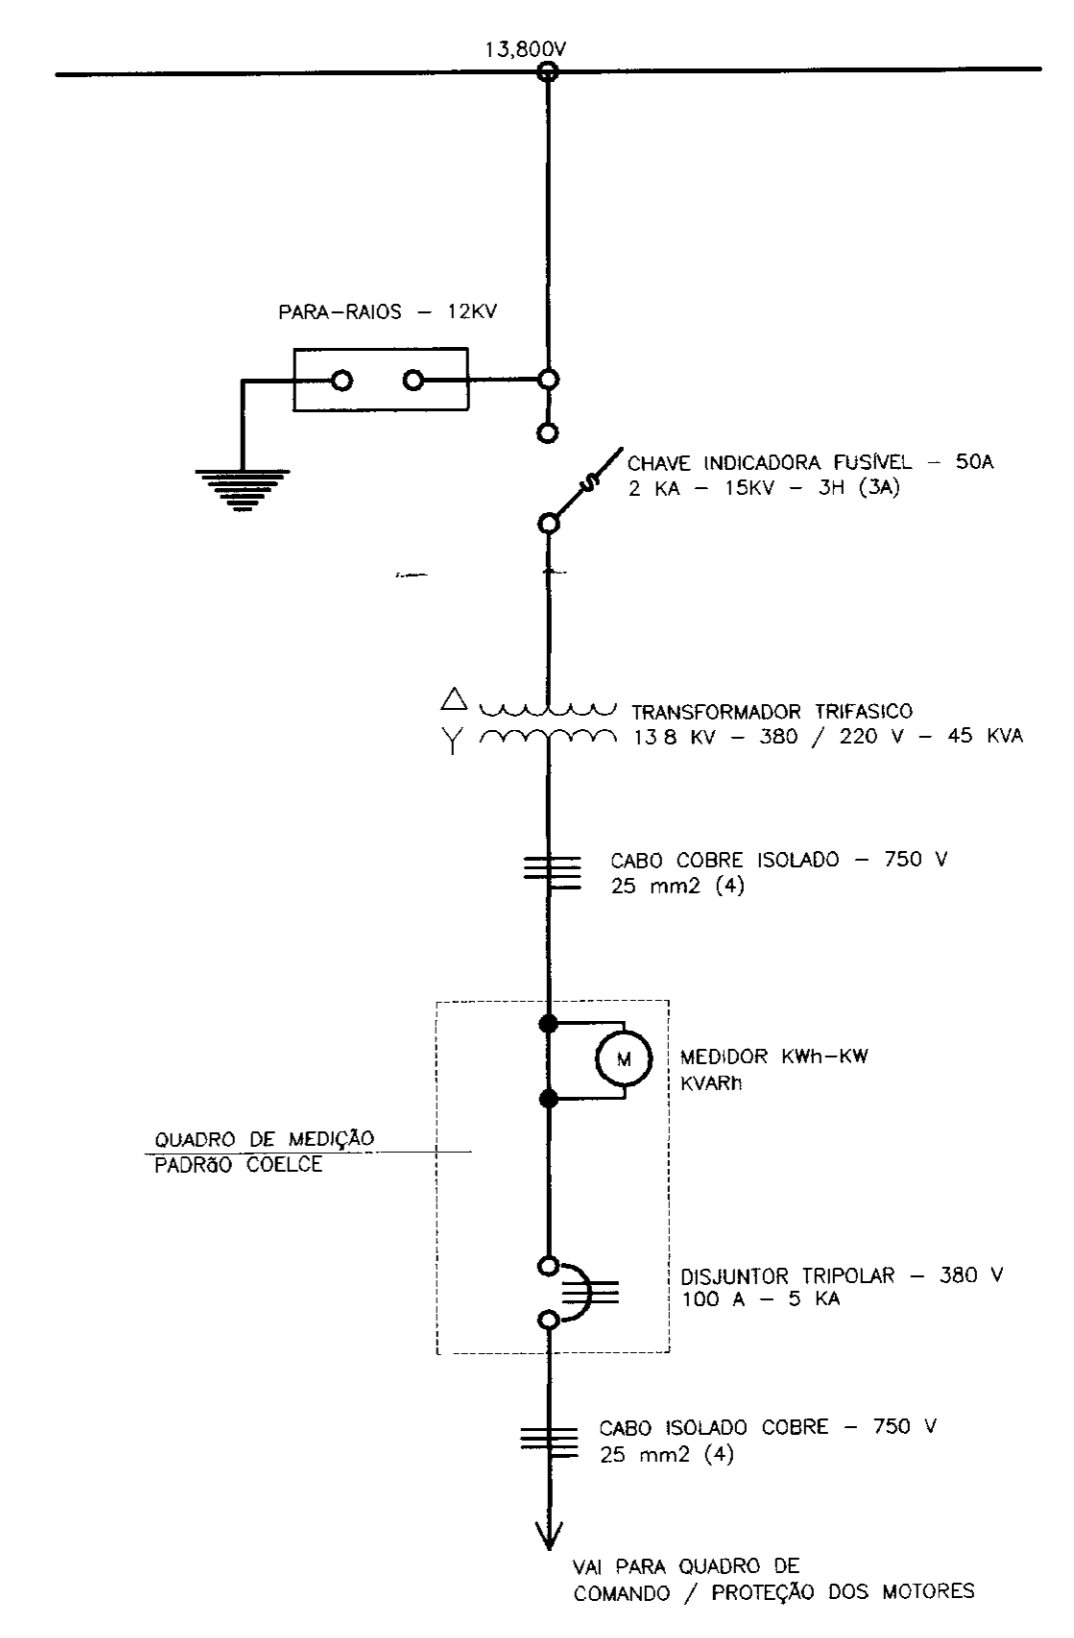 13,800V
PARA-RAIOS - 12KV
CHAVE INDICADORA FUSÍVEL - 50A
2 KA - 15KV - 3H (3A)
TRANSFORMADOR TRIFASICO
13 8 KV - 380 / 220 V - 45 KVA
CABO COBRE ISOLADO - 750 V
25 mm2 (4)
M
MEDIDOR KWh-KW
KVARh
QUADRO DE MEDIÇÃO
PADRãO COELCE
DISJUNTOR TRIPOLAR - 380 V
100 A - 5 KA
CABO ISOLADO COBRE - 750 V
25 mm2 (4)
VAI PARA QUADRO DE
COMANDO / PROTEÇÃO DOS MOTORES